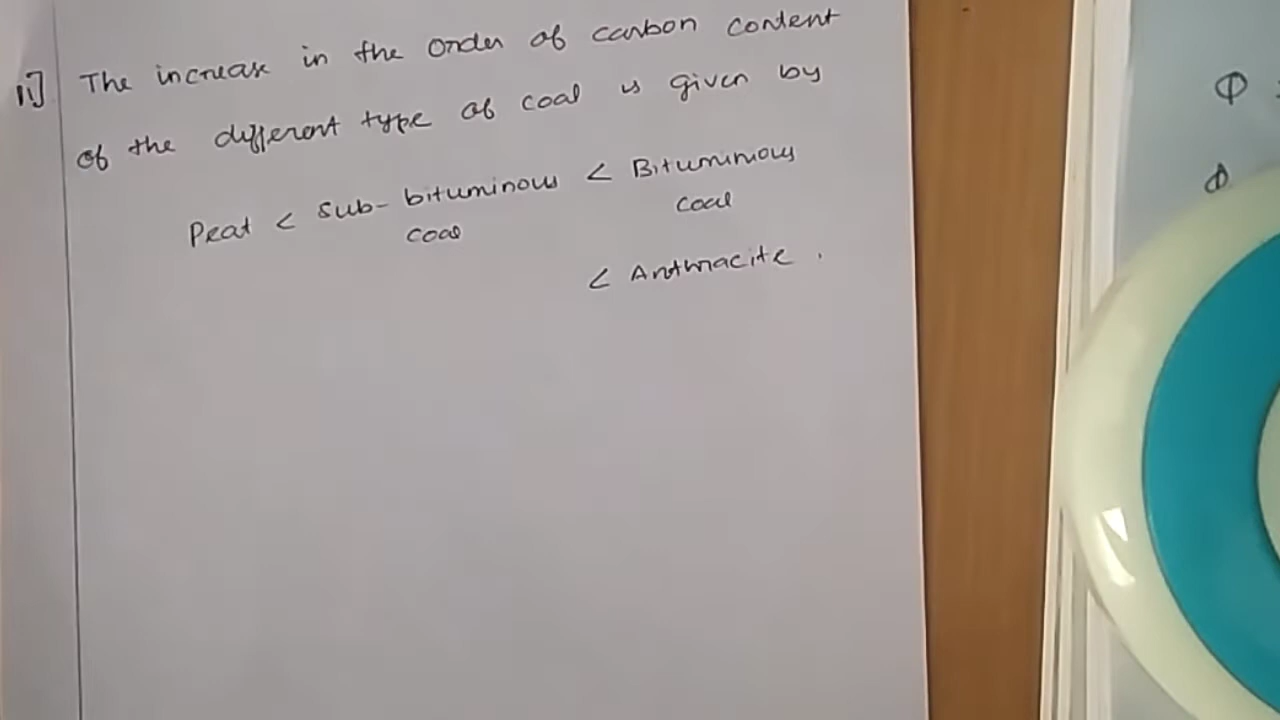 11] The increase in the order of carbon content
of the different type of coal is given by
Peat < Sub-bituminous < Bituminous
coal coal
< Anthracite.